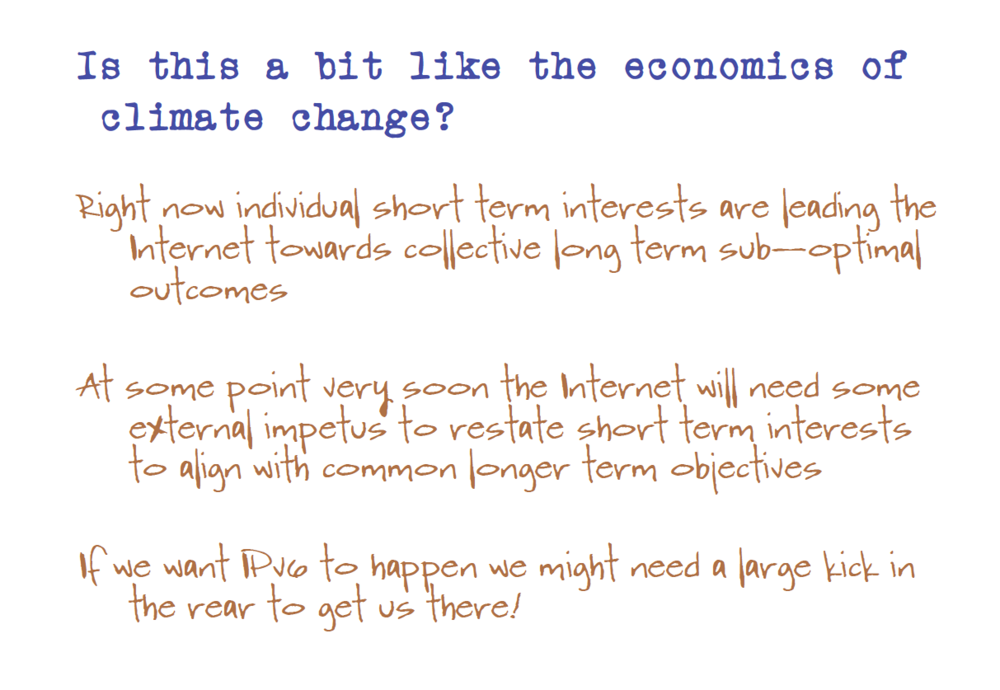 Is this a bit like the economics of
climate change?
Right now individual short term interests are leading the
Internet towards collective long term sub-optimal
outcomes
At some point very soon the Internet will need some
external impetus to restate short term interests
to align with common longer term objectives
If we want IPv6 to happen we might need a large kick in
the rear to get us there!